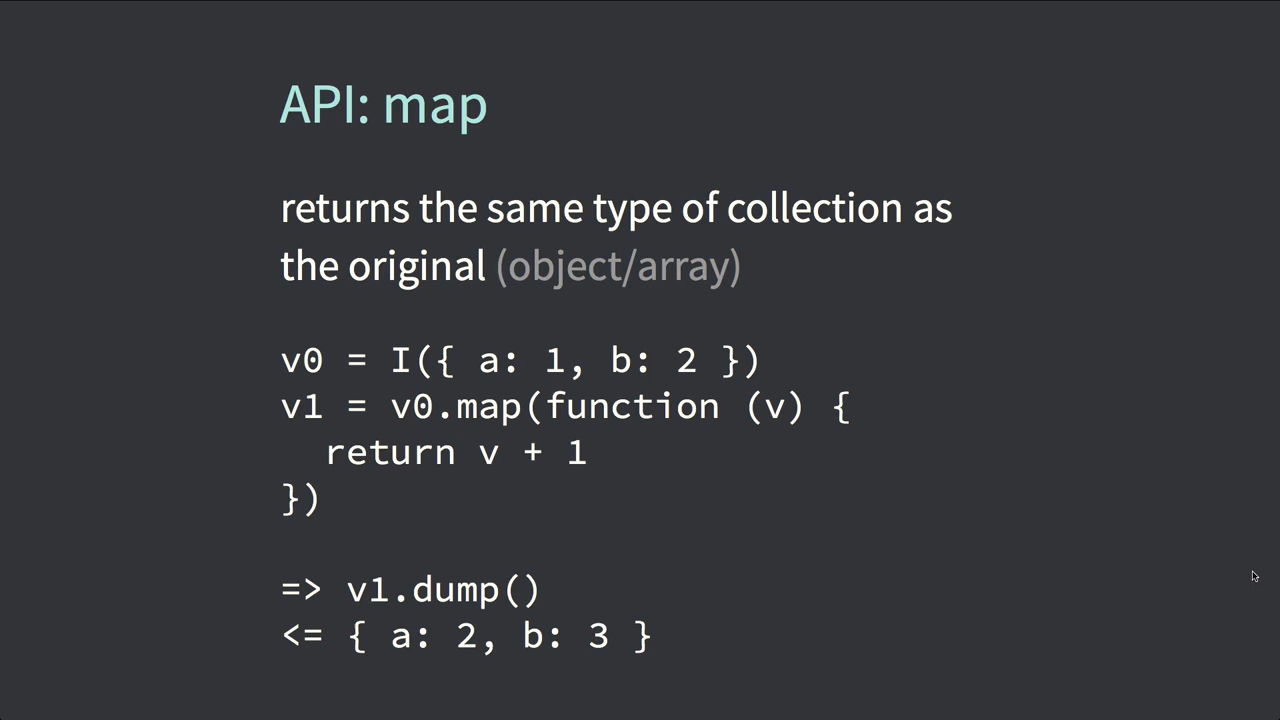 API: map
returns the same type of collection as
the original (object/array)
v0 = I({ a: 1, b: 2 })
v1 = v0.map(function (v) {
  return v + 1
})
=> v1.dump()
<= { a: 2, b: 3 }